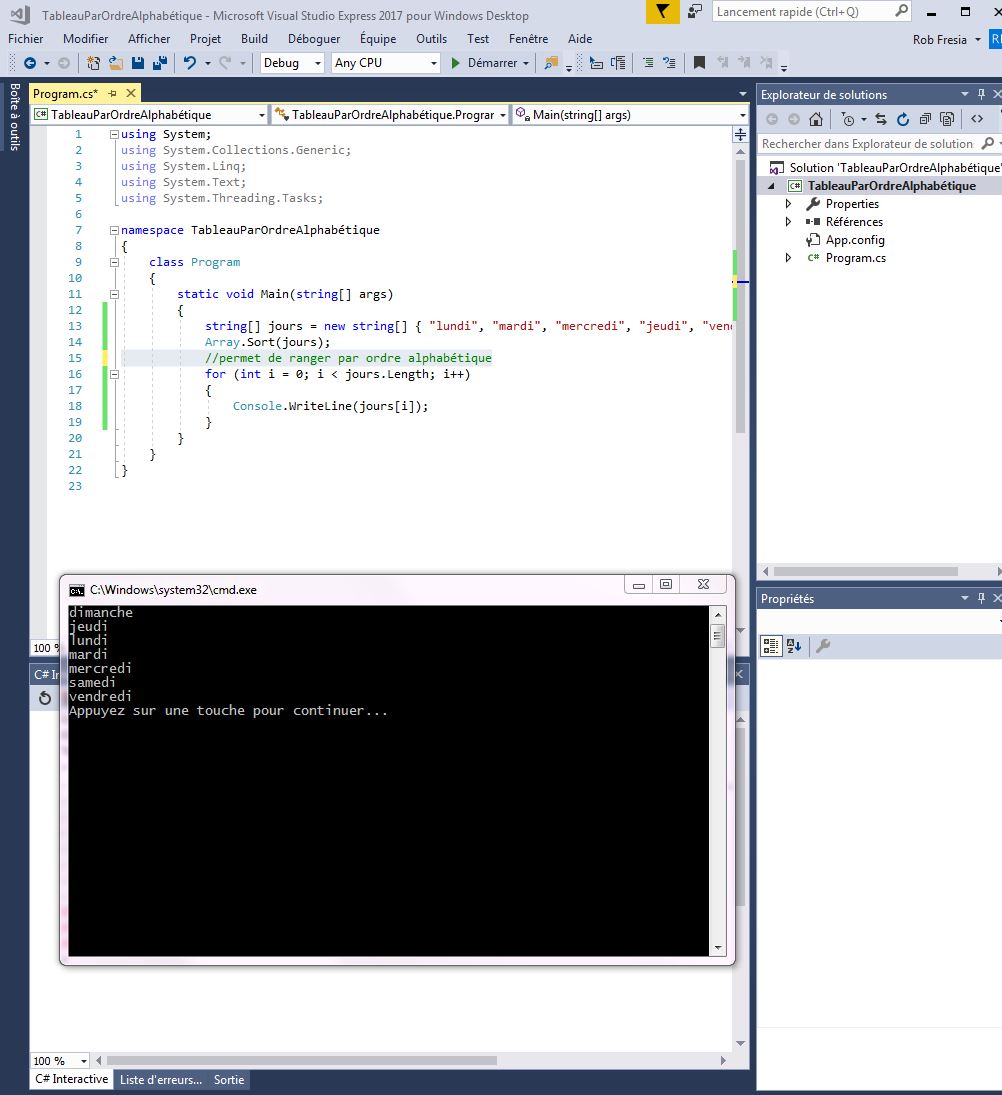 TableauParOrdreAlphabétique - Microsoft Visual Studio Express 2017 pour Windows Desktop
Lancement rapide (Ctrl+Q)
Fichier Modifier Afficher Projet Build Déboguer Équipe Outils Test Fenêtre Aide
Rob Fresia
Debug Any CPU Démarrer
Boîte à outils
Program.cs*
TableauParOrdreAlphabétique
TableauParOrdreAlphabétique.Prograr
Main(string[] args)
1 using System;
2 using System.Collections.Generic;
3 using System.Linq;
4 using System.Text;
5 using System.Threading.Tasks;
6
7 namespace TableauParOrdreAlphabétique
8 {
9 class Program
10 {
11 static void Main(string[] args)
12 {
13 string[] jours = new string[] { "lundi", "mardi", "mercredi", "jeudi", "ven
14 Array.Sort(jours);
15 //permet de ranger par ordre alphabétique
16 for (int i = 0; i < jours.Length; i++)
17 {
18 Console.WriteLine(jours[i]);
19 }
20 }
21 }
22 }
23
100 %
Explorateur de solutions
Rechercher dans Explorateur de solution
Solution 'TableauParOrdreAlphabétique'
C# TableauParOrdreAlphabétique
Properties
Références
App.config
C# Program.cs
Propriétés
C# In
C:\Windows\system32\cmd.exe
dimanche
jeudi
lundi
mardi
mercredi
samedi
vendredi
Appuyez sur une touche pour continuer...
100 %
C# Interactive Liste d'erreurs... Sortie